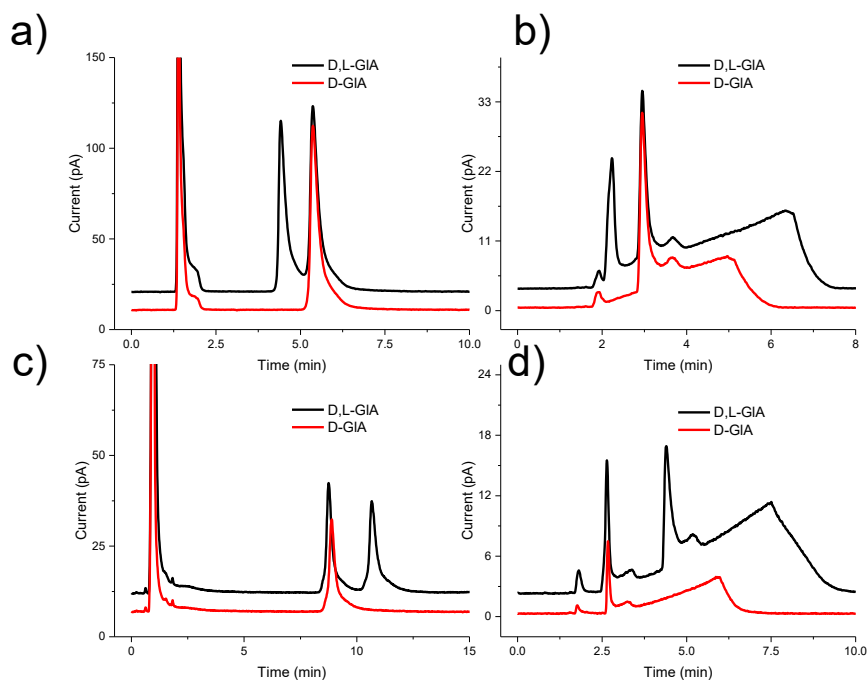 a)
150
100
50
0
Current (pA)
0.0 2.5 5.0 7.5 10.0
Time (min)
D,L-GlA
D-GlA
b)
33
22
11
0
Current (pA)
0 2 4 6 8
Time (min)
D,L-GlA
D-GlA
c)
75
50
25
0
Current (pA)
0 5 10 15
Time (min)
D,L-GlA
D-GlA
d)
24
18
12
6
0
Current (pA)
0.0 2.5 5.0 7.5 10.0
Time (min)
D,L-GlA
D-GlA